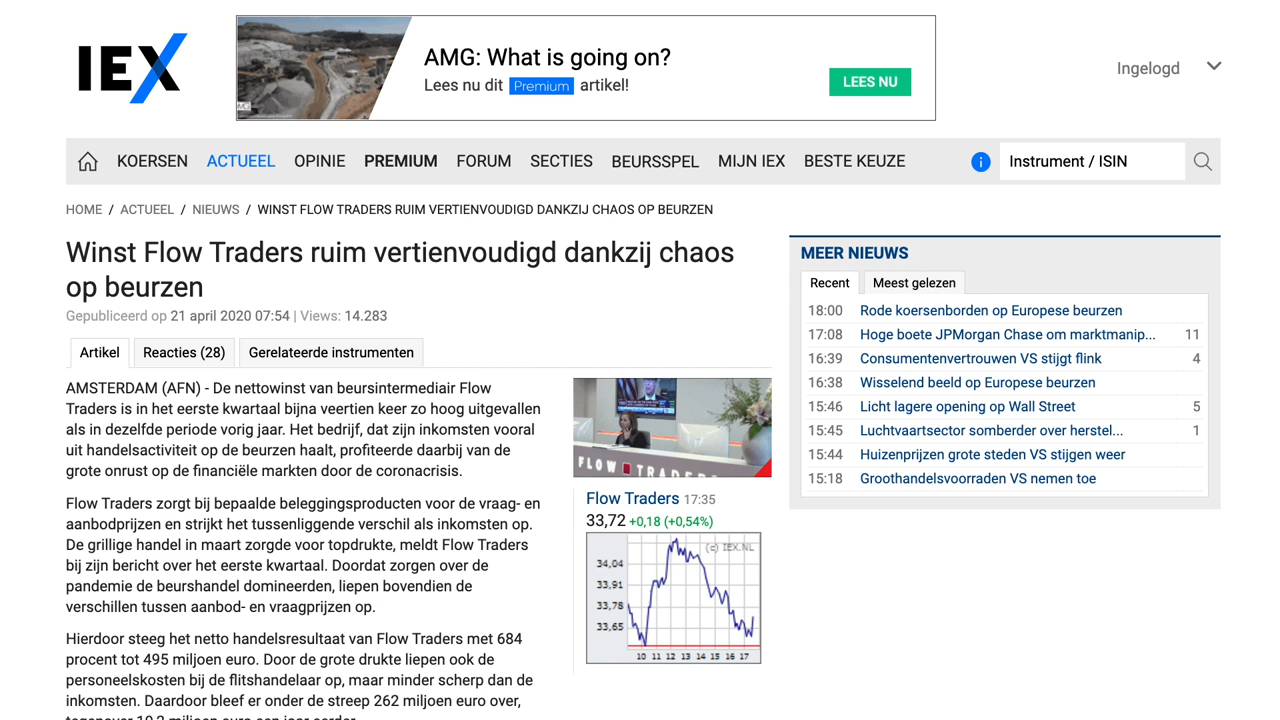 IEX
AMG: What is going on?
Lees nu dit Premium artikel!
LEES NU
Ingelogd
KOERSEN ACTUEEL OPINIE PREMIUM FORUM SECTIES BEURSSPEL MIJN IEX BESTE KEUZE
i
Instrument / ISIN
HOME / ACTUEEL / NIEUWS / WINST FLOW TRADERS RUIM VERTIENVOUDIGD DANKZIJ CHAOS OP BEURZEN
Winst Flow Traders ruim vertienvoudigd dankzij chaos
op beurzen
Gepubliceerd op 21 april 2020 07:54 | Views: 14.283
Artikel Reacties (28) Gerelateerde instrumenten
AMSTERDAM (AFN) - De nettowinst van beursintermediair Flow
Traders is in het eerste kwartaal bijna veertien keer zo hoog uitgevallen
als in dezelfde periode vorig jaar. Het bedrijf, dat zijn inkomsten vooral
uit handelsactiviteit op de beurzen haalt, profiteerde daarbij van de
grote onrust op de financiële markten door de coronacrisis.
Flow Traders zorgt bij bepaalde beleggingsproducten voor de vraag- en
aanbodprijzen en strijkt het tussenliggende verschil als inkomsten op.
De grillige handel in maart zorgde voor topdrukte, meldt Flow Traders
bij zijn bericht over het eerste kwartaal. Doordat zorgen over de
pandemie de beurshandel domineerden, liepen bovendien de
verschillen tussen aanbod- en vraagprijzen op.
Hierdoor steeg het netto handelsresultaat van Flow Traders met 684
procent tot 495 miljoen euro. Door de grote drukte liepen ook de
personeelskosten bij de flitshandelaar op, maar minder scherp dan de
inkomsten. Daardoor bleef er onder de streep 262 miljoen euro over,
FLOW TRADERS
Flow Traders 17:35
33,72 +0,18 (+0,54%)
(c) IEX.NL
34,04
33,91
33,78
33,65
10 11 12 13 14 15 16 17
MEER NIEUWS
Recent Meest gelezen
18:00 Rode koersenborden op Europese beurzen
17:08 Hoge boete JPMorgan Chase om marktmanip... 11
16:39 Consumentenvertrouwen VS stijgt flink 4
16:38 Wisselend beeld op Europese beurzen
15:46 Licht lagere opening op Wall Street 5
15:45 Luchtvaartsector somberder over herstel... 1
15:44 Huizenprijzen grote steden VS stijgen weer
15:18 Groothandelsvoorraden VS nemen toe